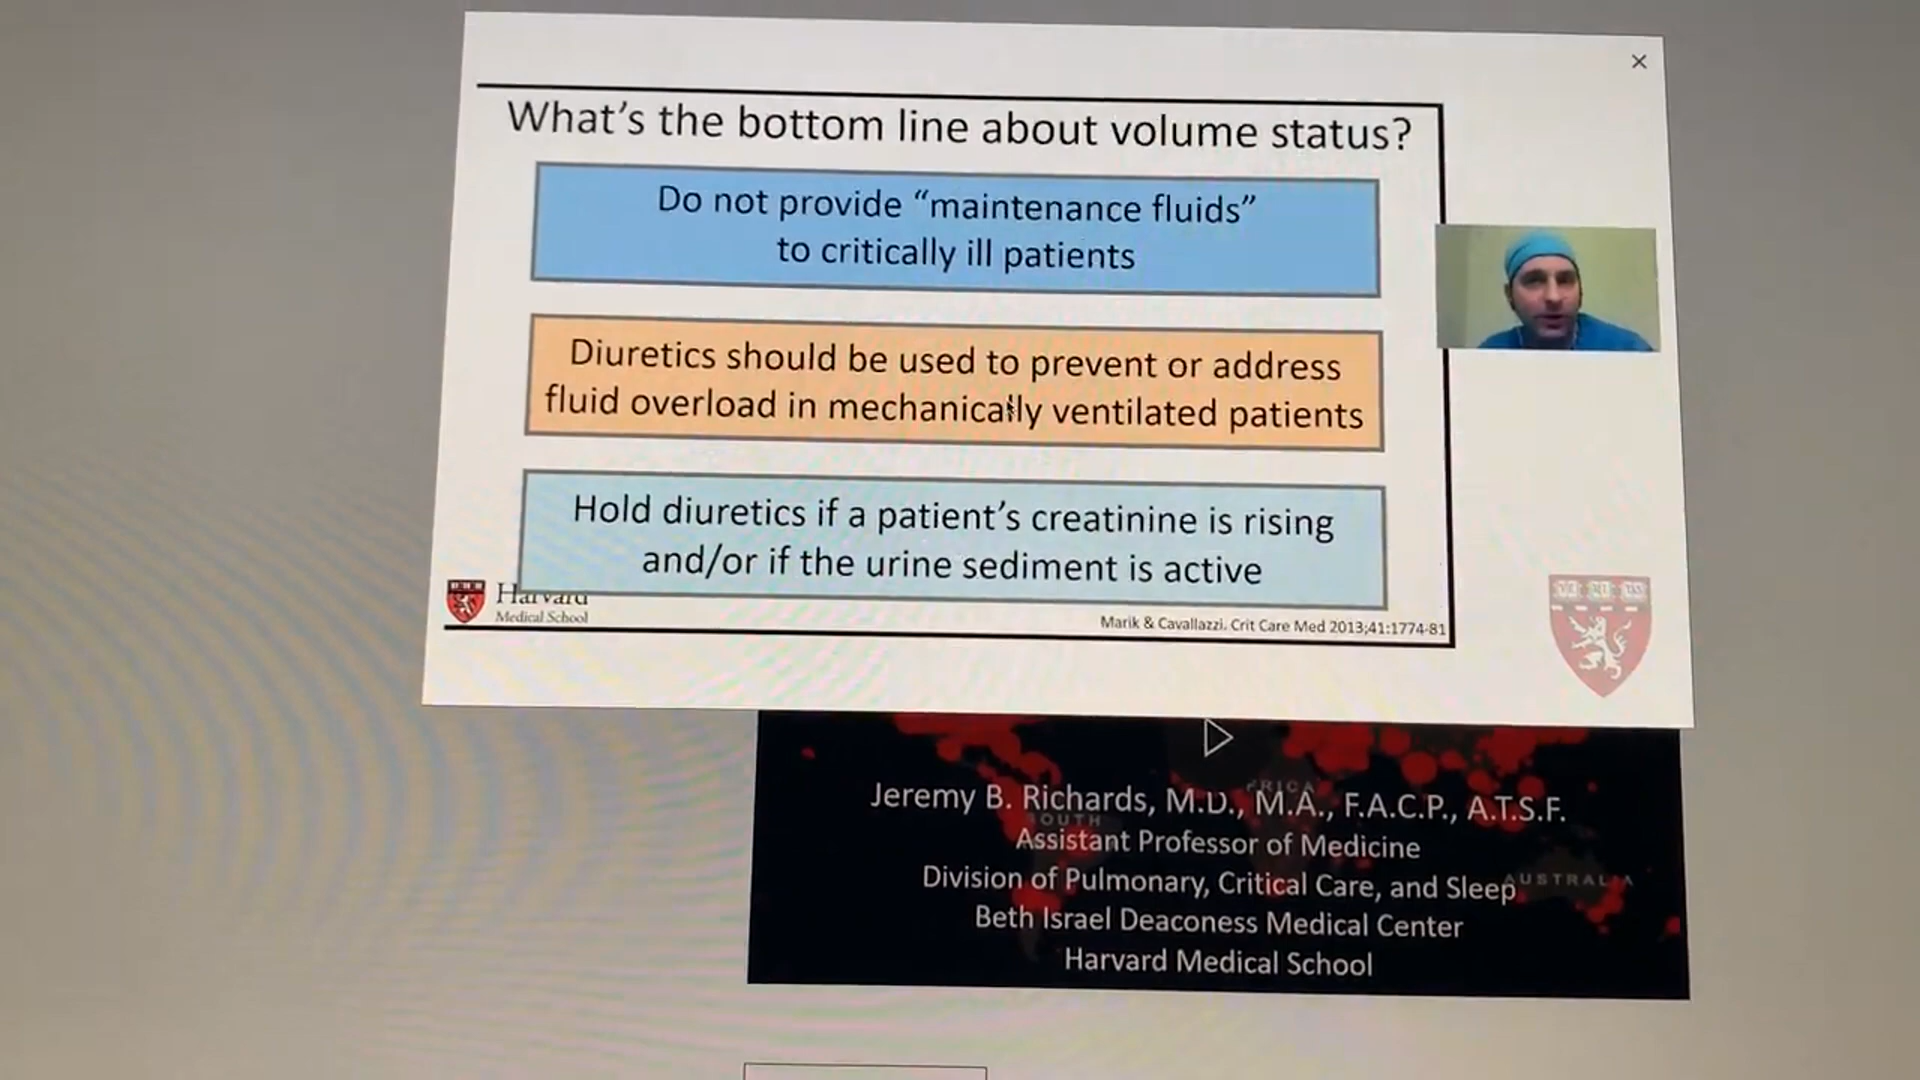 What's the bottom line about volume status?
Do not provide “maintenance fluids”
to critically ill patients
Diuretics should be used to prevent or address
fluid overload in mechanically ventilated patients
Hold diuretics if a patient's creatinine is rising
and/or if the urine sediment is active
Harvard
Medical School
Marik & Cavallazzi. Crit Care Med 2013;41:1774-81
Jeremy B. Richards, M.D., M.A., F.A.C.P., A.T.S.F.
SOUTH
Assistant Professor of Medicine
Division of Pulmonary, Critical Care, and Sleep
AUSTRALIA
Beth Israel Deaconess Medical Center
Harvard Medical School